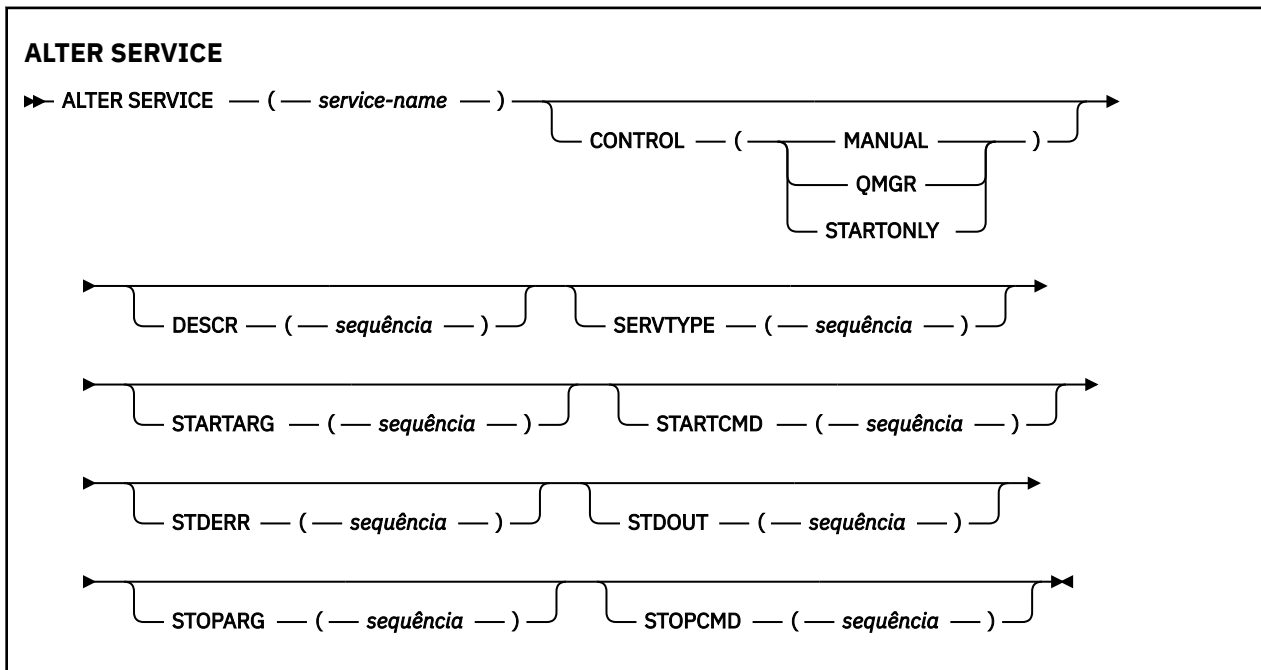 ALTER SERVICE
ALTER SERVICE ( service-name )
CONTROL ( MANUAL )
QMGR
STARTONLY
DESCR ( sequência ) SERVTYPE ( sequência )
STARTARG ( sequência ) STARTCMD ( sequência )
STDERR ( sequência ) STDOUT ( sequência )
STOPARG ( sequência ) STOPCMD ( sequência )